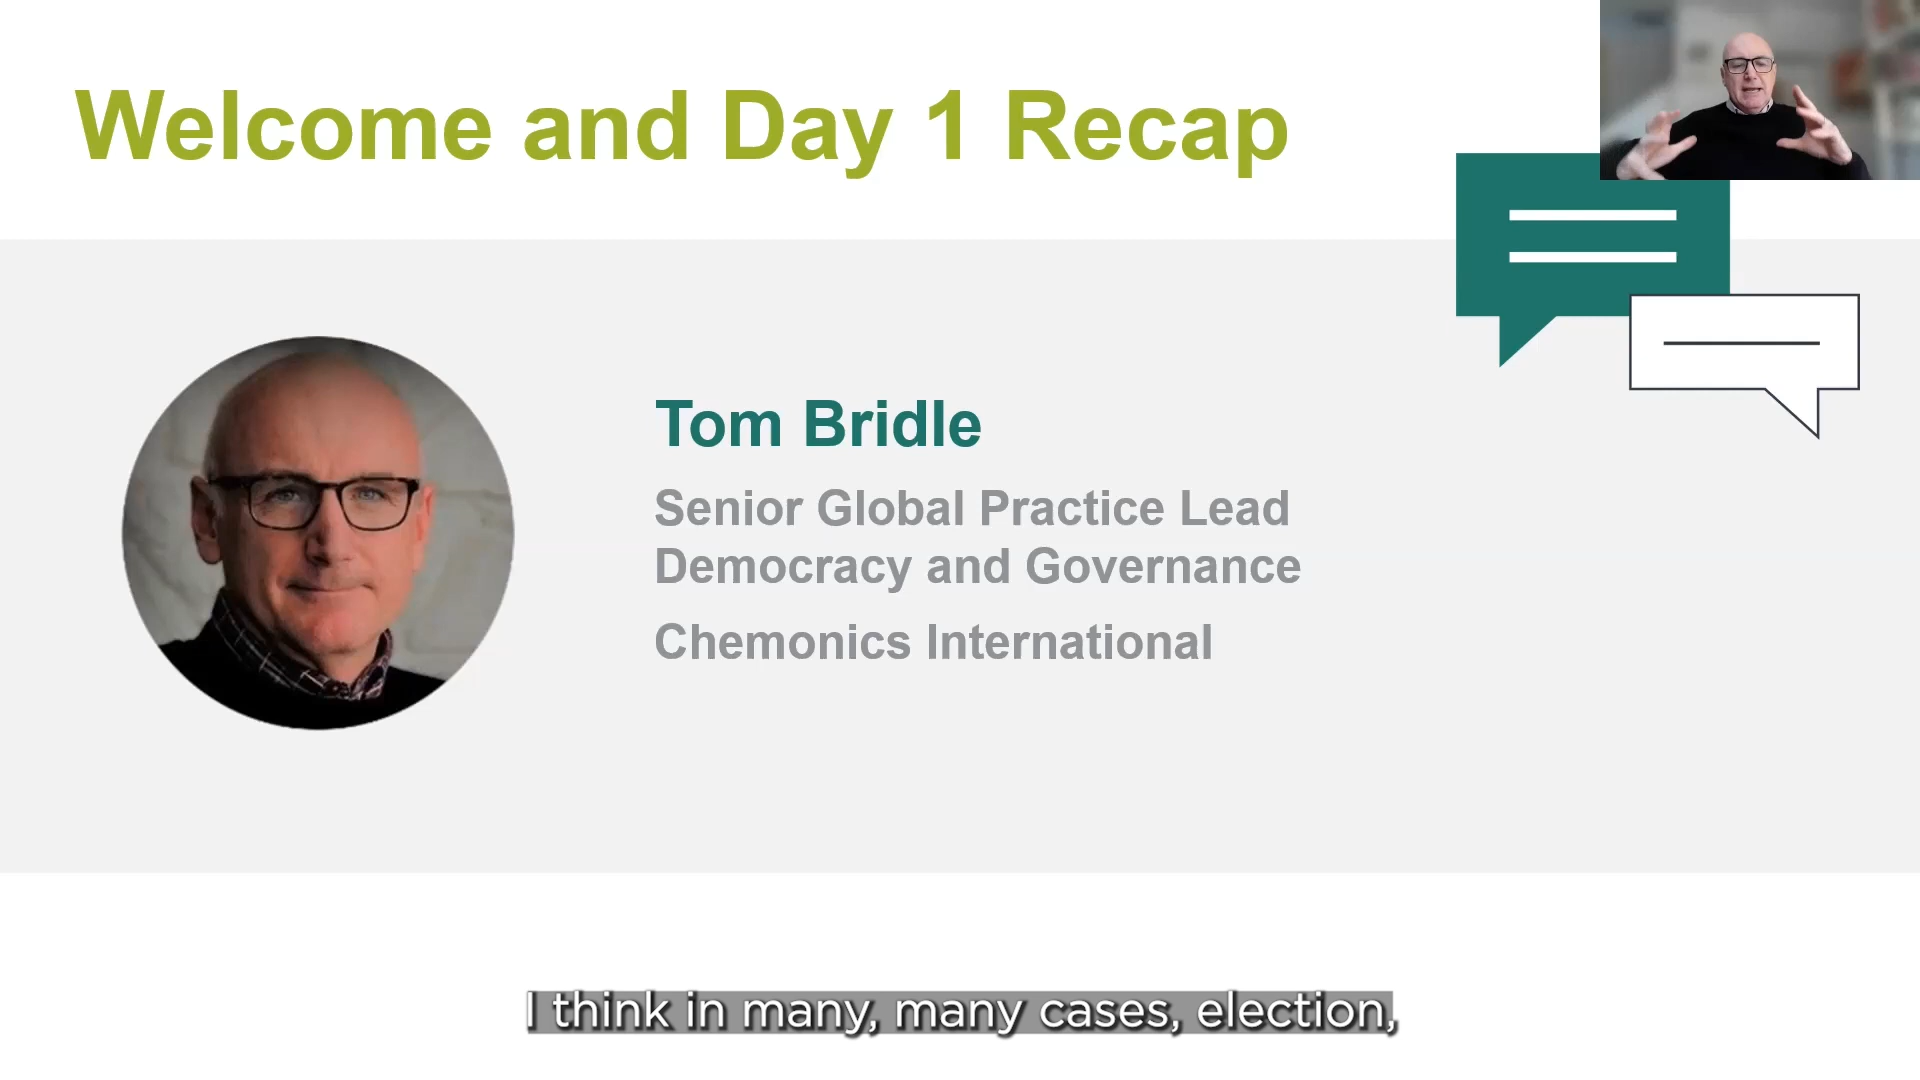 Welcome and Day 1 Recap
Tom Bridle
Senior Global Practice Lead
Democracy and Governance
Chemonics International
I think in many, many cases, election,